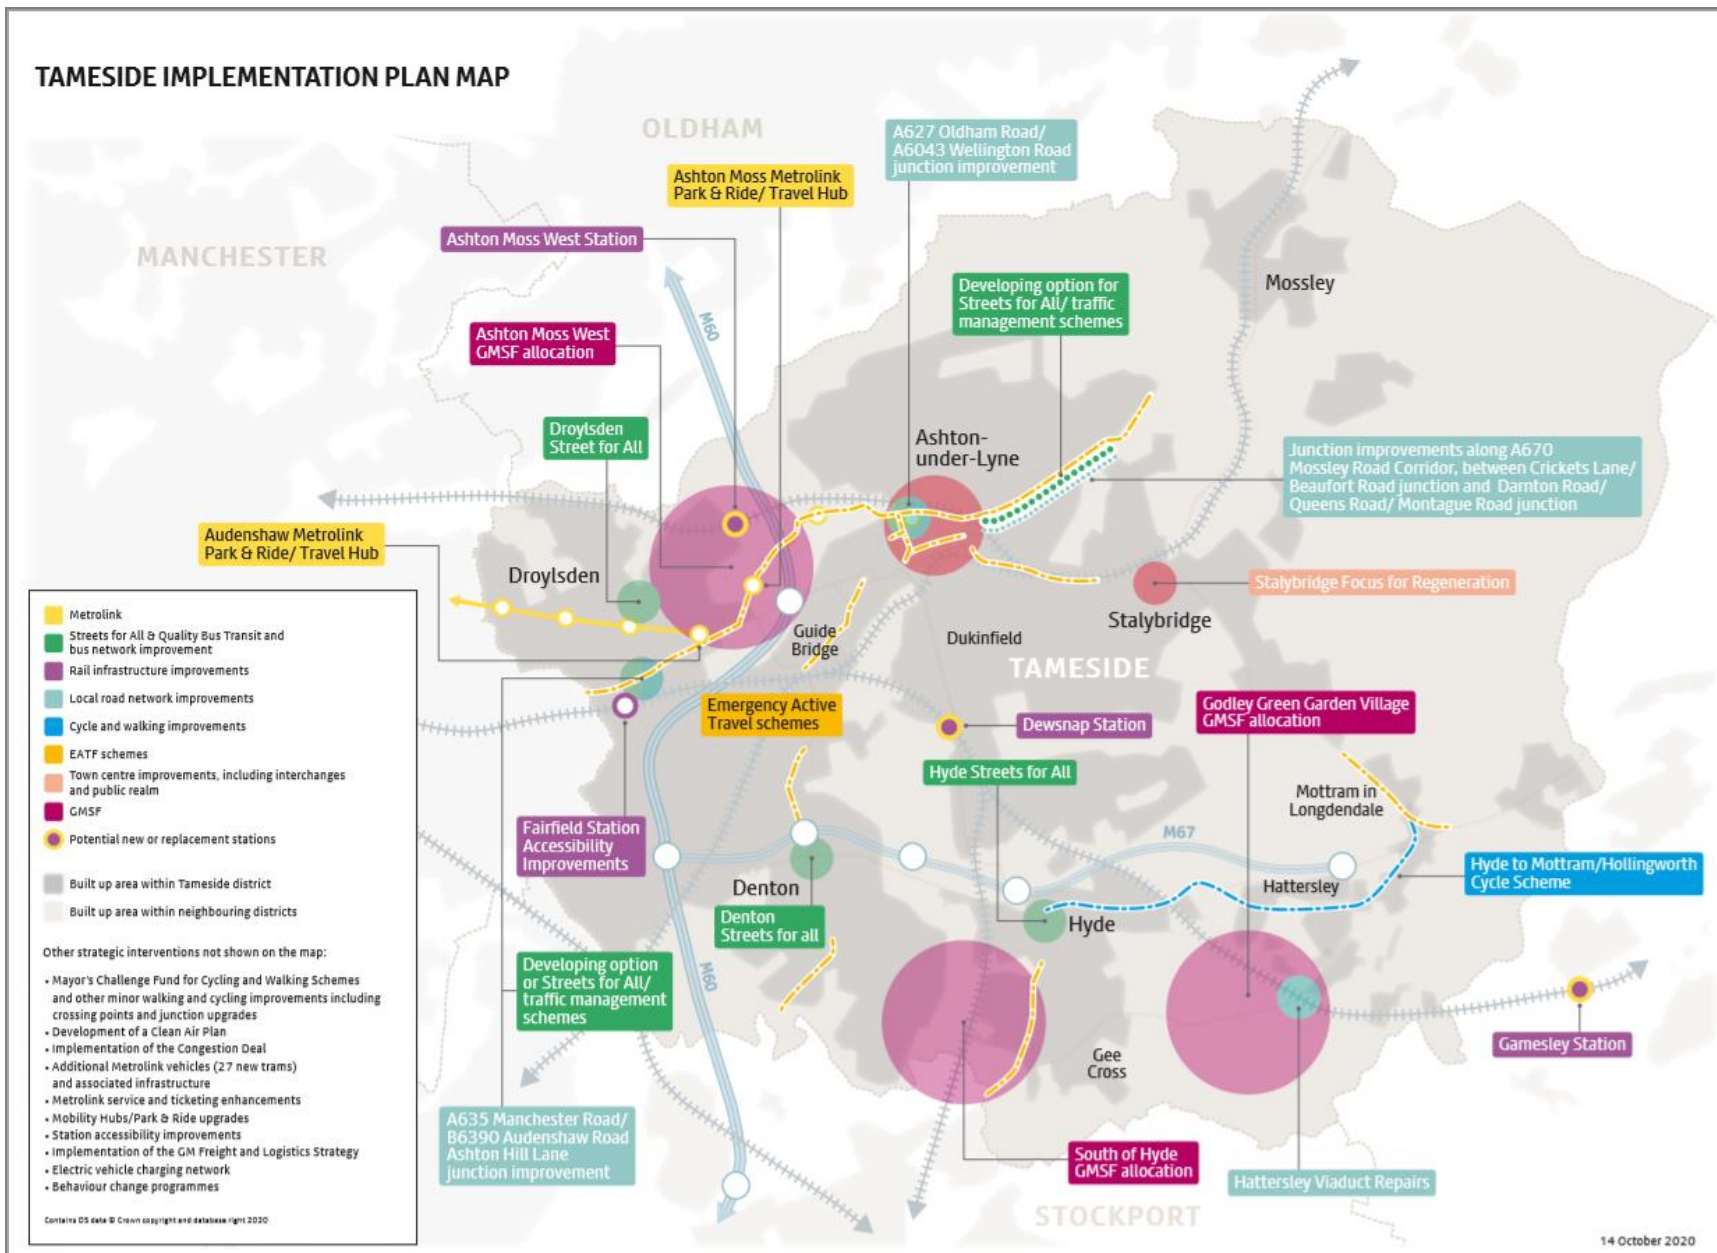 TAMESIDE IMPLEMENTATION PLAN MAP
OLDHAM
MANCHESTER
A627 Oldham Road/
A6043 Wellington Road
junction improvement
Ashton Moss Metrolink
Park & Ride/ Travel Hub
Ashton Moss West Station
M60
Mossley
Developing option for
Streets for All/ traffic
management schemes
Ashton Moss West
GMSF allocation
Droylsden
Street for All
Ashton-
under-Lyne
Junction improvements along A670
Mossley Road Corridor, between Crickets Lane/
Beaufort Road junction and Darnton Road/
Queens Road/ Montague Road junction
Audenshaw Metrolink
Park & Ride/ Travel Hub
Droylsden
Stalybridge Focus for Regeneration
Stalybridge
Guide
Bridge
Dukinfield
TAMESIDE
Emergency Active
Travel schemes
Dewsnap Station
Godley Green Garden Village
GMSF allocation
Hyde Streets for All
Mottram in
Longdendale
Fairfield Station
Accessibility
Improvements
M67
Hyde to Mottram/Hollingworth
Cycle Scheme
Denton
Hattersley
Denton
Streets for all
Hyde
Developing option
or Streets for All/
traffic management
schemes
M60
Gamesley Station
Gee
Cross
A635 Manchester Road/
B6390 Audenshaw Road
Ashton Hill Lane
junction improvement
South of Hyde
GMSF allocation
Hattersley Viaduct Repairs
STOCKPORT
Metrolink
Streets for All & Quality Bus Transit and
bus network improvement
Rail infrastructure improvements
Local road network improvements
Cycle and walking improvements
EATF schemes
Town centre improvements, including interchanges
and public realm
GMSF
Potential new or replacement stations
Built up area within Tameside district
Built up area within neighbouring districts
Other strategic interventions not shown on the map:
• Mayor's Challenge Fund for Cycling and Walking Schemes
and other minor walking and cycling improvements including
crossing points and junction upgrades
• Development of a Clean Air Plan
• Implementation of the Congestion Deal
• Additional Metrolink vehicles (27 new trams)
and associated infrastructure
• Metrolink service and ticketing enhancements
• Mobility Hubs/Park & Ride upgrades
• Station accessibility improvements
• Implementation of the GM Freight and Logistics Strategy
• Electric vehicle charging network
• Behaviour change programmes
Contains OS data © Crown copyright and database right 2020
14 October 2020